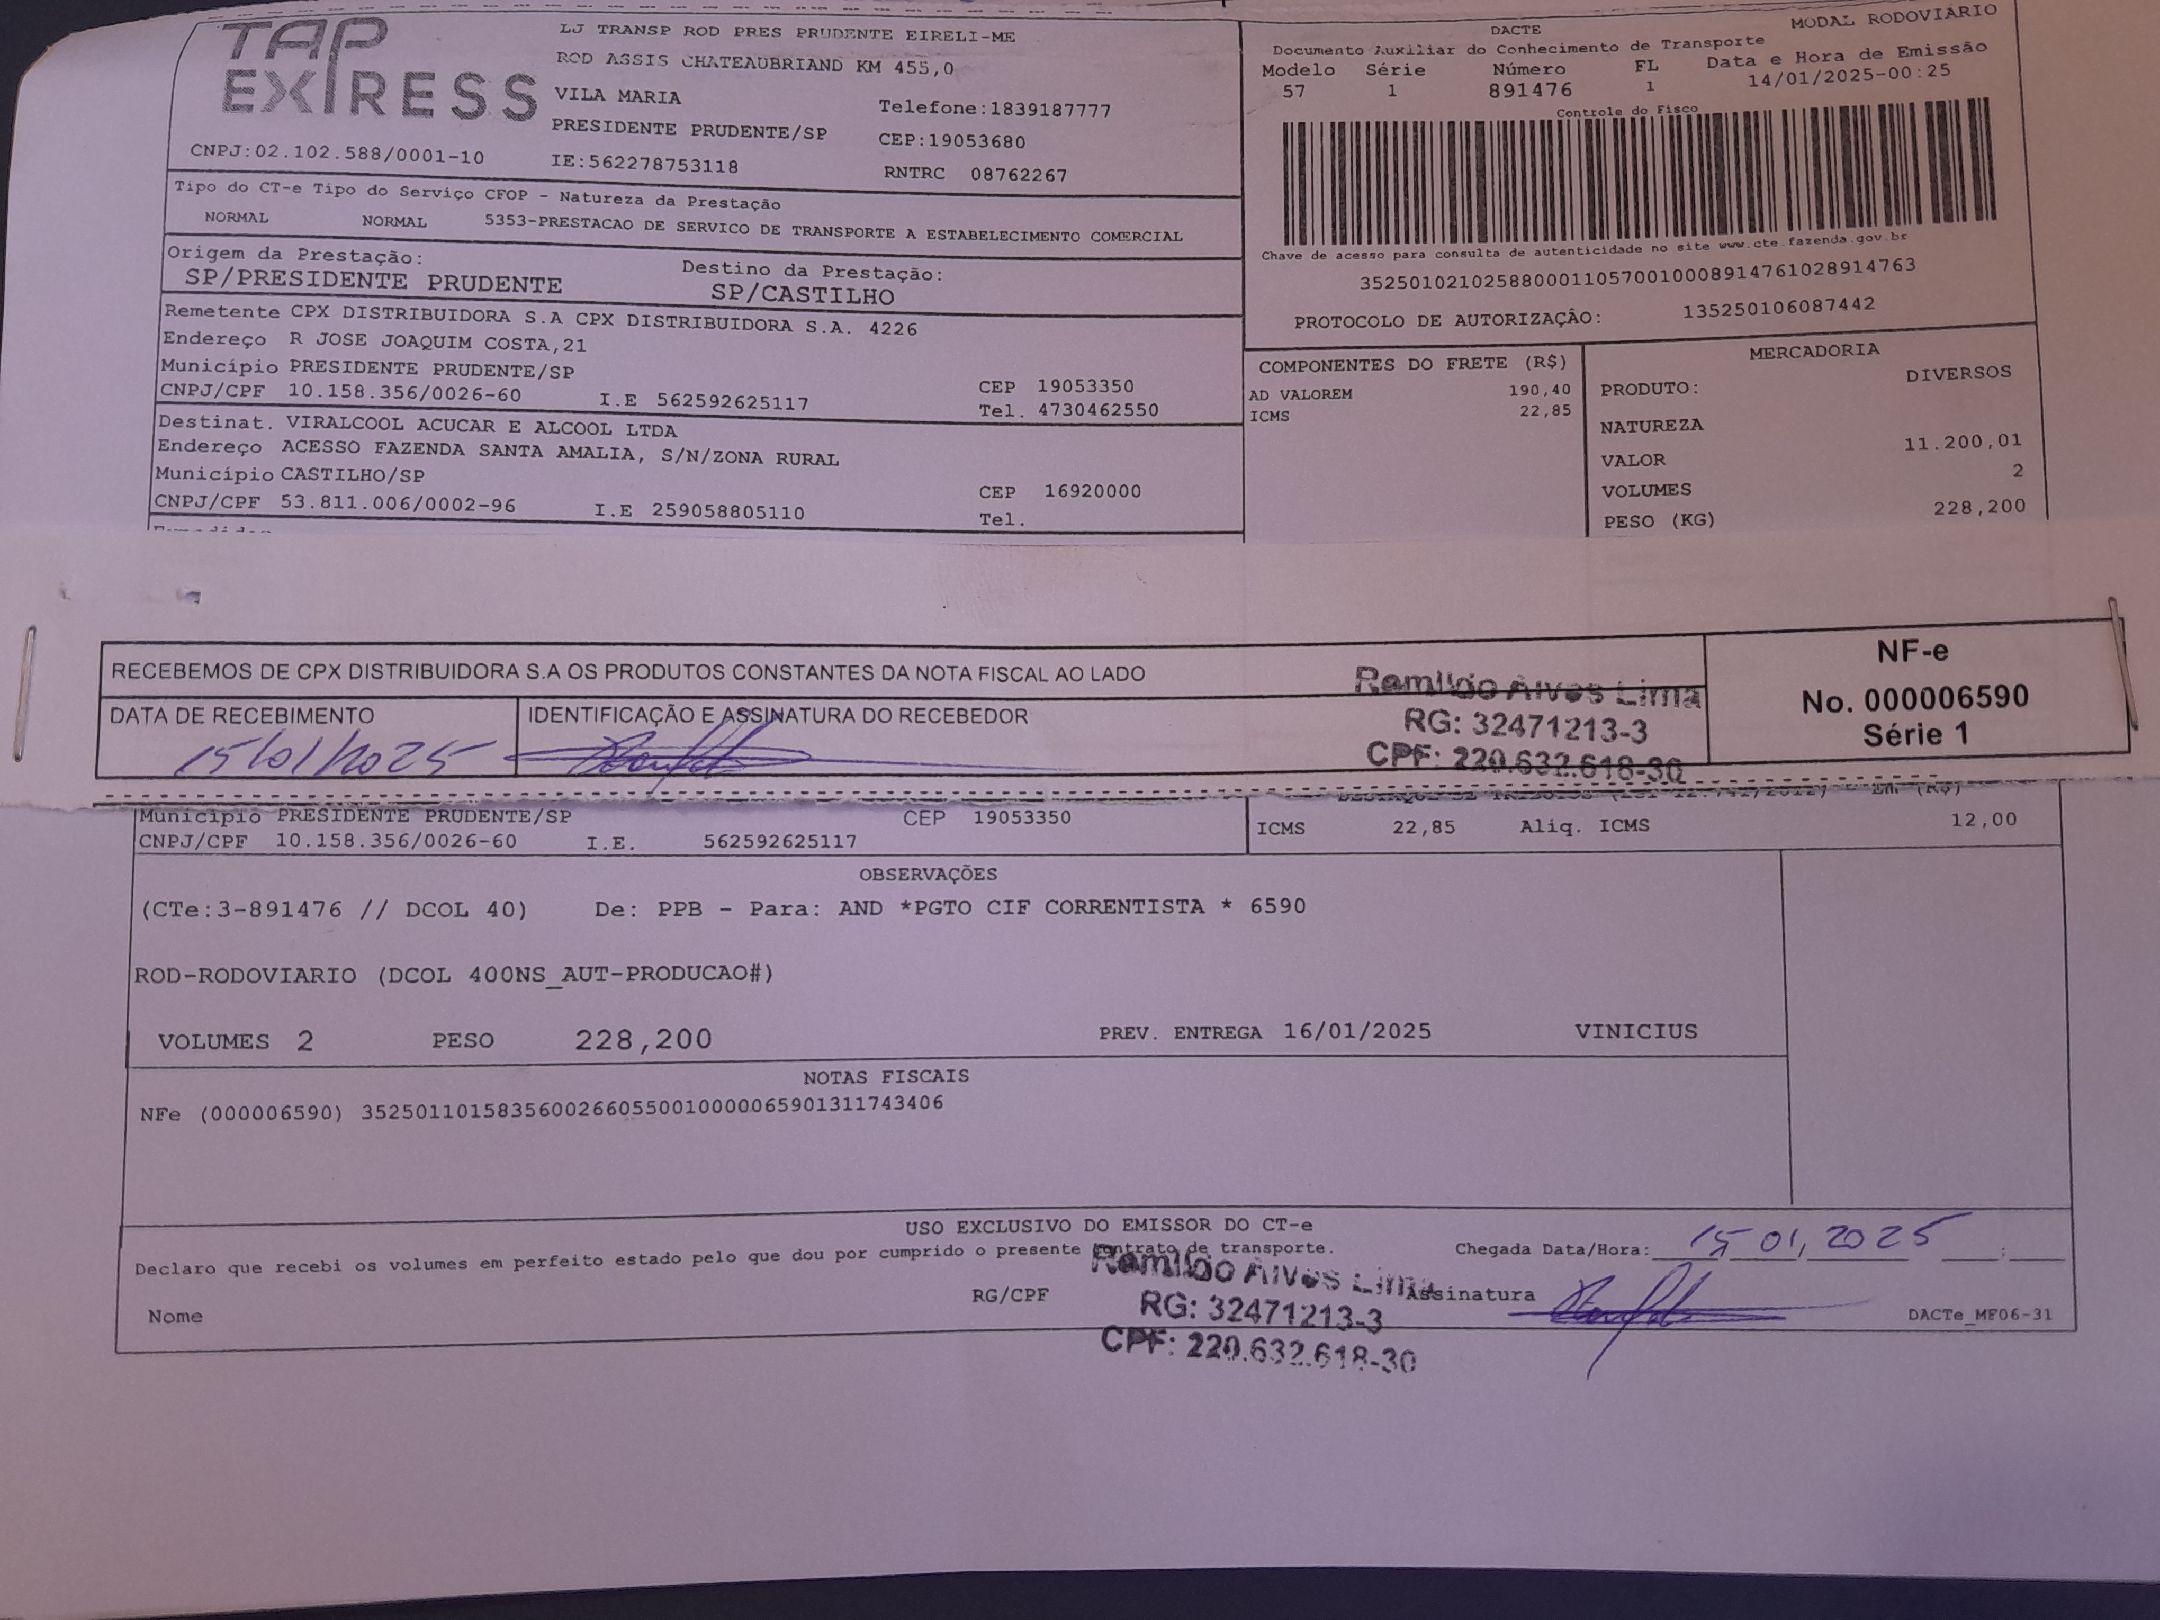 TAP EXPRESS
LJ TRANSP ROD PRES PRUDENTE EIRELI-ME
ROD ASSIS CHATEAUBRIAND KM 455,0
VILA MARIA
Telefone:1839187777
PRESIDENTE PRUDENTE/SP
CEP:19053680
CNPJ:02.102.588/0001-10
IE:562278753118
RNTRC 08762267
DACTE
MODAL RODOVIÁRIO
Documento Auxiliar do Conhecimento de Transporte
Modelo Série Número FL Data e Hora de Emissão
57 1 891476 1 14/01/2025-00:25
Controle do Fisco
Chave de acesso para consulta de autenticidade no site www.cte.fazenda.gov.br
35250102102588000110570010008914761028914763
PROTOCOLO DE AUTORIZAÇÃO: 135250106087442
Tipo do CT-e Tipo do Serviço CFOP - Natureza da Prestação
NORMAL NORMAL 5353-PRESTACAO DE SERVICO DE TRANSPORTE A ESTABELECIMENTO COMERCIAL
Origem da Prestação: Destino da Prestação:
SP/PRESIDENTE PRUDENTE SP/CASTILHO
Remetente CPX DISTRIBUIDORA S.A CPX DISTRIBUIDORA S.A. 4226
Endereço R JOSE JOAQUIM COSTA,21
Município PRESIDENTE PRUDENTE/SP CEP 19053350
CNPJ/CPF 10.158.356/0026-60 I.E 562592625117 Tel. 4730462550
Destinat. VIRALCOOL ACUCAR E ALCOOL LTDA
Endereço ACESSO FAZENDA SANTA AMALIA, S/N/ZONA RURAL
Município CASTILHO/SP CEP 16920000
CNPJ/CPF 53.811.006/0002-96 I.E 259058805110 Tel.
COMPONENTES DO FRETE (R$)
AD VALOREM 190,40
ICMS 22,85
MERCADORIA
PRODUTO: DIVERSOS
NATUREZA
VALOR 11.200,01
VOLUMES 2
PESO (KG) 228,200
RECEBEMOS DE CPX DISTRIBUIDORA S.A OS PRODUTOS CONSTANTES DA NOTA FISCAL AO LADO
DATA DE RECEBIMENTO
15/01/2025
IDENTIFICAÇÃO E ASSINATURA DO RECEBEDOR
Ramildo Alves Lima
RG: 32471213-3
CPF: 220.632.618-30
NF-e
No. 000006590
Série 1
Município PRESIDENTE PRUDENTE/SP CEP 19053350
CNPJ/CPF 10.158.356/0026-60 I.E. 562592625117
ICMS 22,85 Aliq. ICMS 12,00
OBSERVAÇÕES
(CTe:3-891476 // DCOL 40) De: PPB - Para: AND *PGTO CIF CORRENTISTA * 6590
ROD-RODOVIARIO (DCOL 400NS_AUT-PRODUCAO#)
VOLUMES 2 PESO 228,200 PREV. ENTREGA 16/01/2025 VINICIUS
NOTAS FISCAIS
NFe (000006590) 35250110158356002660550010000065901311743406
USO EXCLUSIVO DO EMISSOR DO CT-e
Declaro que recebi os volumes em perfeito estado pelo que dou por cumprido o presente contrato de transporte.
Chegada Data/Hora: 15 01, 2025 :
Nome RG/CPF Assinatura
Ramildo Alves Lima
RG: 32471213-3
CPF: 220.632.618-30
DACTe_MF06-31